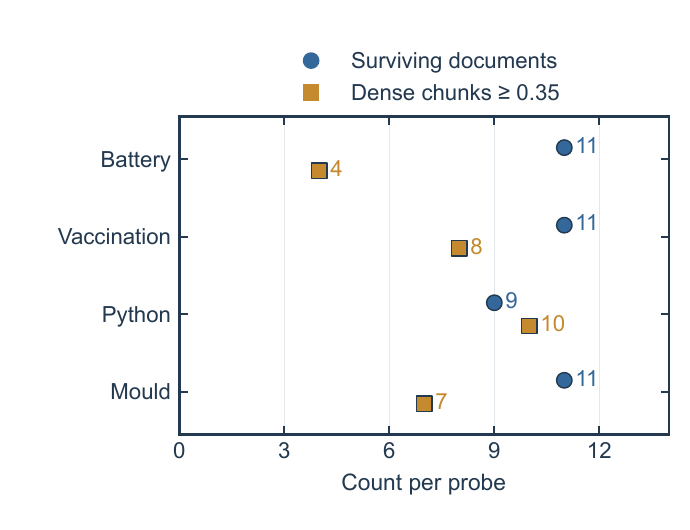 Surviving documents
Dense chunks ≥ 0.35
Battery
11
4
Vaccination
11
8
Python
9
10
Mould
11
7
0 3 6 9 12
Count per probe